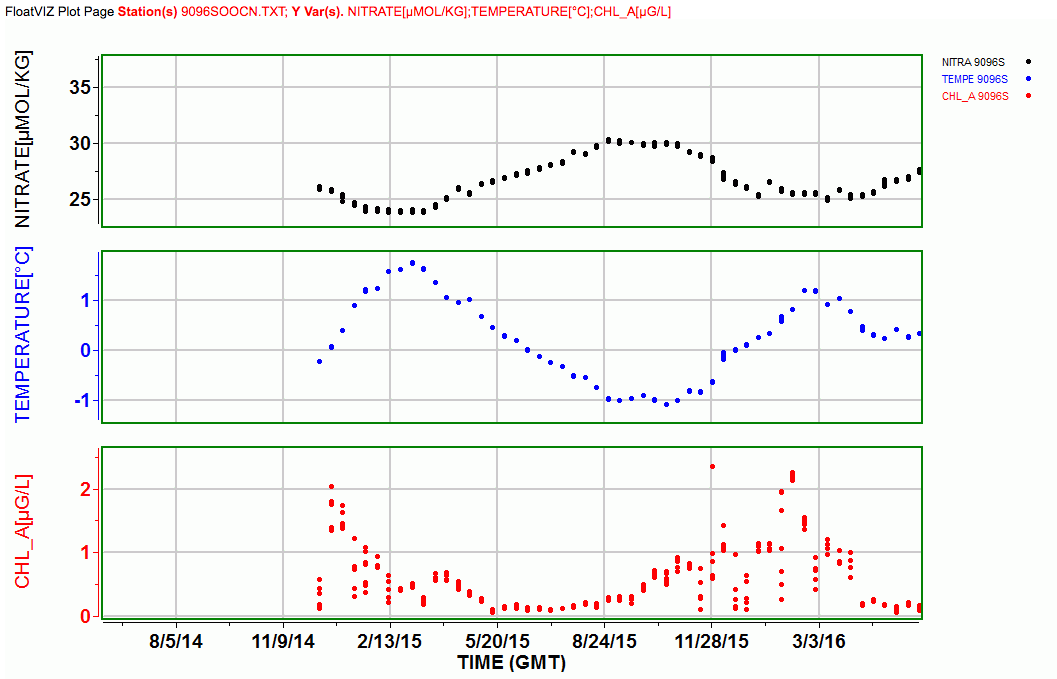 FloatVIZ Plot Page Station(s) 9096SOOCN.TXT; Y Var(s). NITRATE[µMOL/KG];TEMPERATURE[°C];CHL_A[µG/L]
NITRA 9096S
TEMPE 9096S
CHL_A 9096S
NITRATE[µMOL/KG]
35
30
25
TEMPERATURE[°C]
1
0
-1
CHL_A[µG/L]
2
1
0
8/5/14 11/9/14 2/13/15 5/20/15 8/24/15 11/28/15 3/3/16
TIME (GMT)